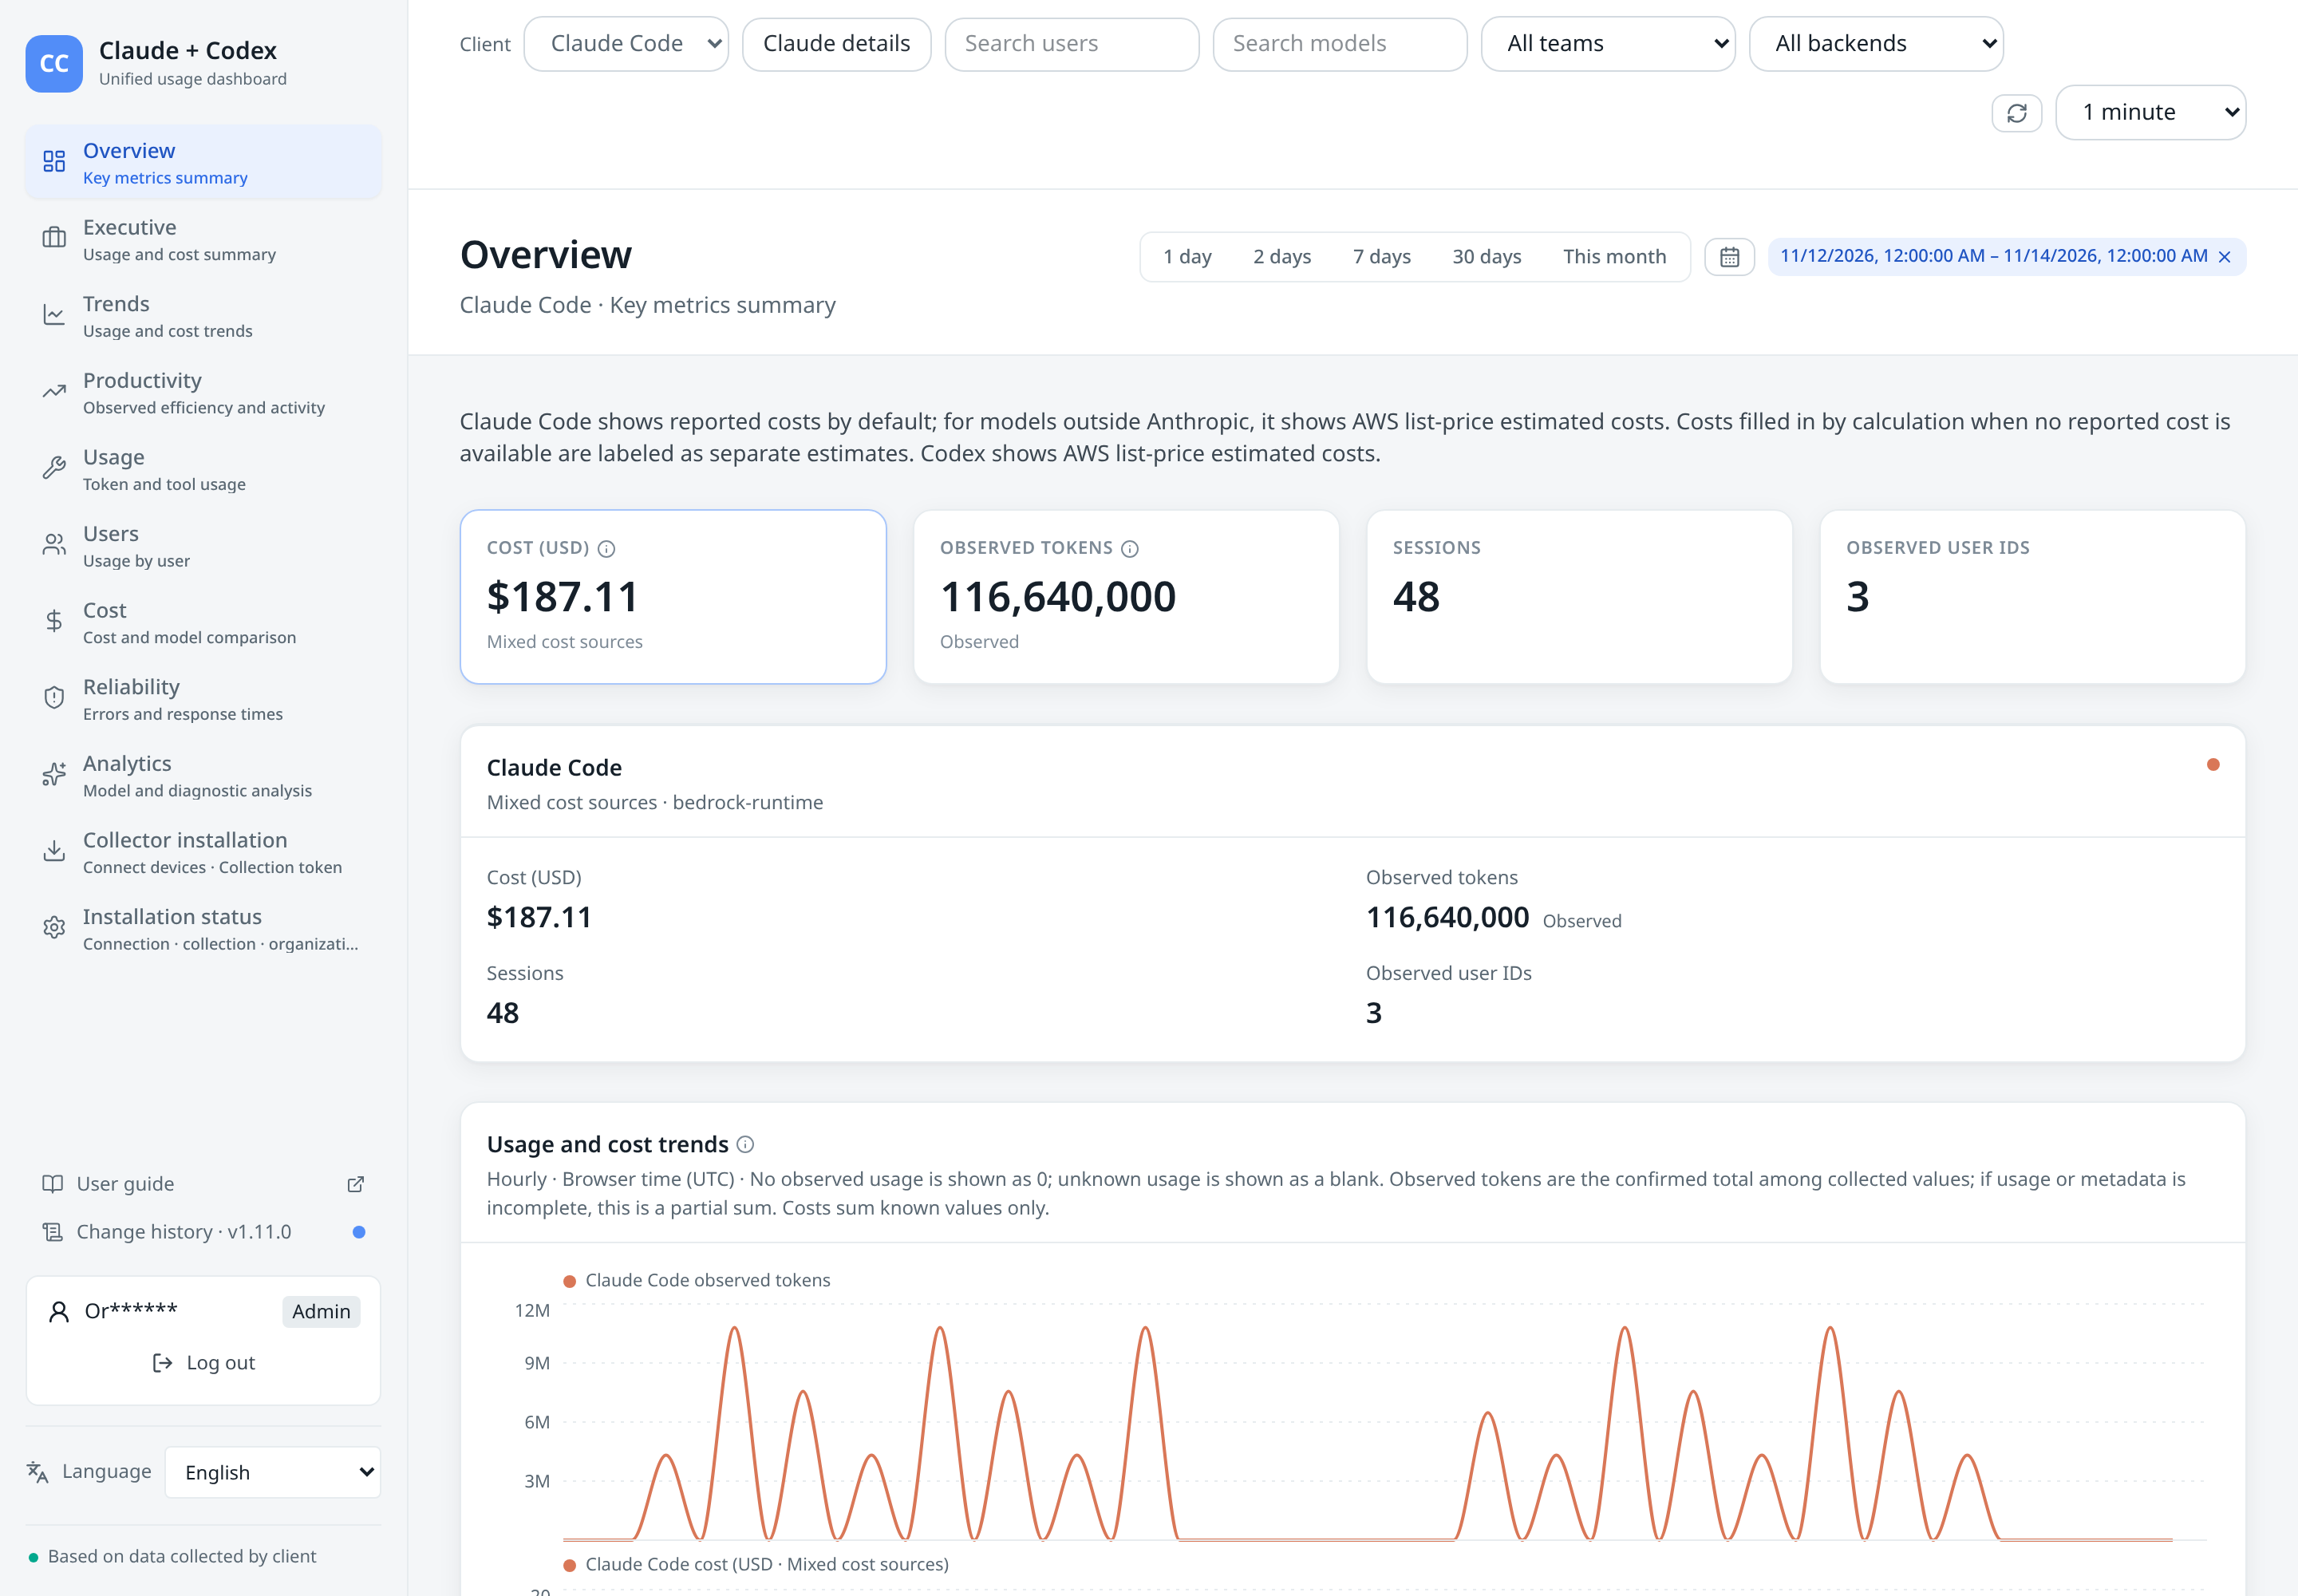 CC
Claude + Codex
Unified usage dashboard
Overview
Key metrics summary
Executive
Usage and cost summary
Trends
Usage and cost trends
Productivity
Observed efficiency and activity
Usage
Token and tool usage
Users
Usage by user
Cost
Cost and model comparison
Reliability
Errors and response times
Analytics
Model and diagnostic analysis
Collector installation
Connect devices · Collection token
Installation status
Connection · collection · organizati...
User guide
Change history · v1.11.0
Or******
Admin
Log out
Language
English
Based on data collected by client
Client
Claude Code
Claude details
Search users
Search models
All teams
All backends
1 minute
Overview
Claude Code · Key metrics summary
1 day
2 days
7 days
30 days
This month
11/12/2026, 12:00:00 AM – 11/14/2026, 12:00:00 AM
Claude Code shows reported costs by default; for models outside Anthropic, it shows AWS list-price estimated costs. Costs filled in by calculation when no reported cost is
available are labeled as separate estimates. Codex shows AWS list-price estimated costs.
COST (USD)
$187.11
Mixed cost sources
OBSERVED TOKENS
116,640,000
Observed
SESSIONS
48
OBSERVED USER IDS
3
Claude Code
Mixed cost sources · bedrock-runtime
Cost (USD)
$187.11
Observed tokens
116,640,000 Observed
Sessions
48
Observed user IDs
3
Usage and cost trends
Hourly · Browser time (UTC) · No observed usage is shown as 0; unknown usage is shown as a blank. Observed tokens are the confirmed total among collected values; if usage or metadata is
incomplete, this is a partial sum. Costs sum known values only.
Claude Code observed tokens
12M
9M
6M
3M
Claude Code cost (USD · Mixed cost sources)
20